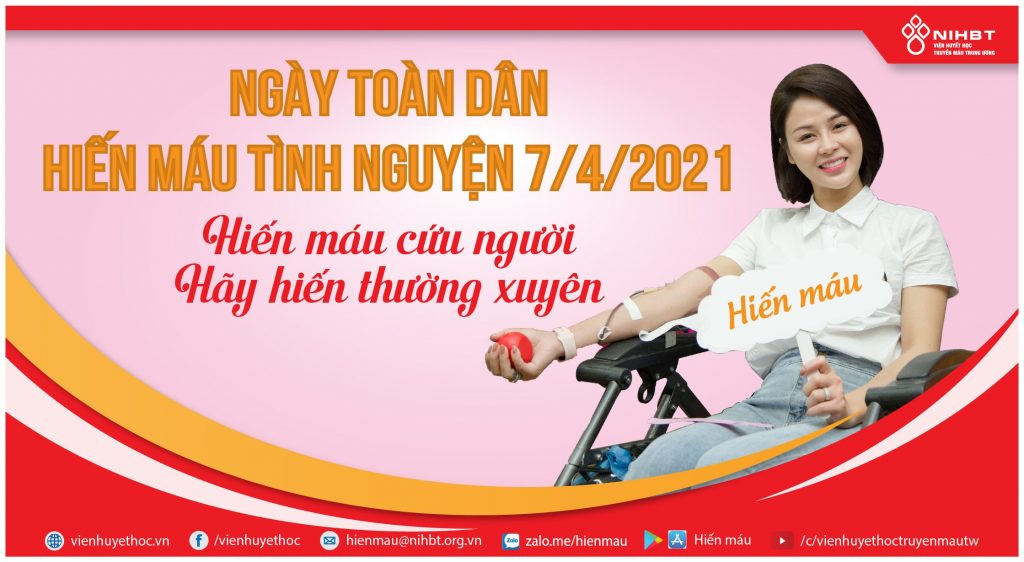 NIHBT
VIỆN HUYẾT HỌC
TRUYỀN MÁU TRUNG ƯƠNG
NGÀY TOÀN DÂN
HIẾN MÁU TÌNH NGUYỆN 7/4/2021
Hiến máu cứu người
Hãy hiến thường xuyên
Hiến máu
vienhuyethoc.vn
/vienhuyethoc
hienmau@nihbt.org.vn
Zalo
zalo.me/hienmau
Hiến máu
/c/vienhuyethoctruyenmautw